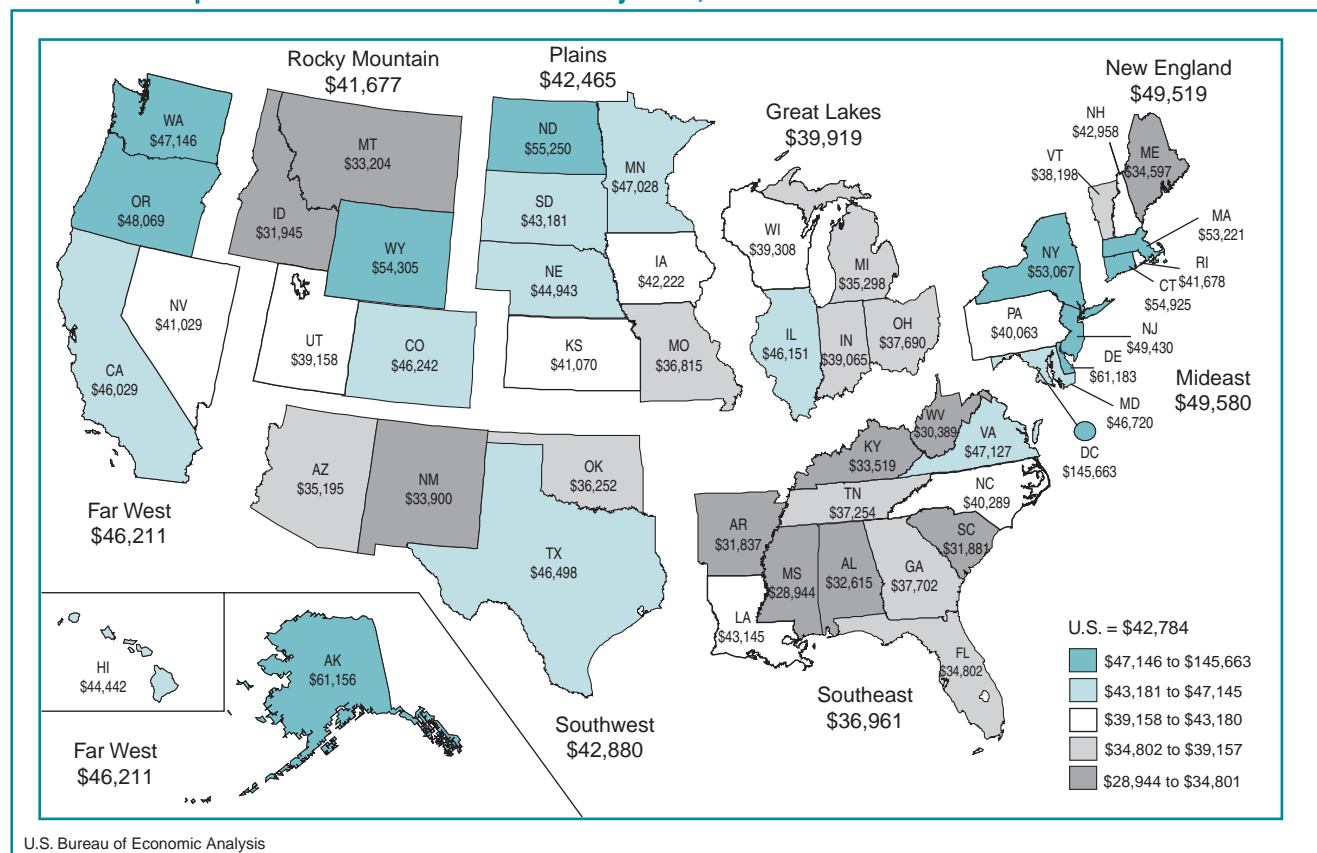 Rocky Mountain
$41,677
Plains
$42,465
Great Lakes
$39,919
New England
$49,519
WA
$47,146
OR
$48,069
CA
$46,029
NV
$41,029
Far West
$46,211
MT
$33,204
ID
$31,945
WY
$54,305
UT
$39,158
CO
$46,242
ND
$55,250
SD
$43,181
NE
$44,943
KS
$41,070
MN
$47,028
IA
$42,222
MO
$36,815
WI
$39,308
MI
$35,298
IL
$46,151
IN
$39,065
OH
$37,690
NH
$42,958
VT
$38,198
ME
$34,597
MA
$53,221
RI
$41,678
CT
$54,925
NY
$53,067
PA
$40,063
NJ
$49,430
DE
$61,183
MD
$46,720
DC
$145,663
Mideast
$49,580
AZ
$35,195
NM
$33,900
OK
$36,252
TX
$46,498
Southwest
$42,880
WV
$30,389
VA
$47,127
KY
$33,519
TN
$37,254
NC
$40,289
SC
$31,881
AR
$31,837
MS
$28,944
AL
$32,615
GA
$37,702
LA
$43,145
FL
$34,802
Southeast
$36,961
HI
$44,442
AK
$61,156
Far West
$46,211
U.S. = $42,784
$47,146 to $145,663
$43,181 to $47,145
$39,158 to $43,180
$34,802 to $39,157
$28,944 to $34,801
U.S. Bureau of Economic Analysis